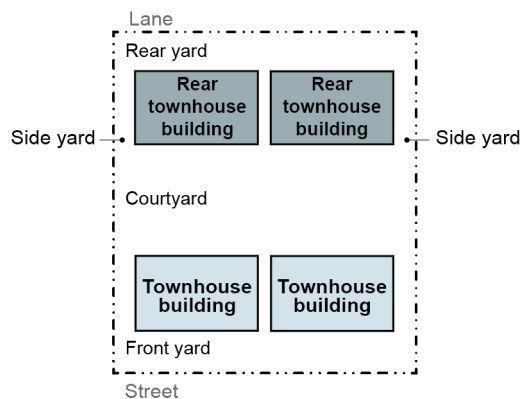 Lane
Rear yard
Rear
townhouse
building
Rear
townhouse
building
Side yard
Side yard
Courtyard
Townhouse
building
Townhouse
building
Front yard
Street